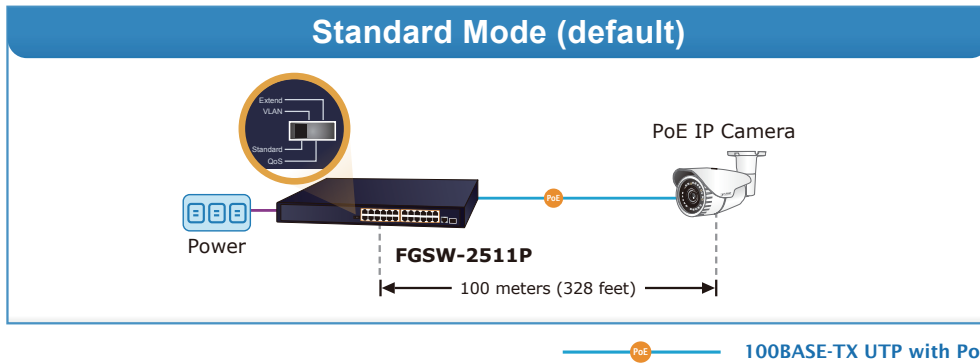 Standard Mode (default)
Extend
VLAN
Standard
QoS
PoE IP Camera
PoE
Power
FGSW-2511P
100 meters (328 feet)
PoE
100BASE-TX UTP with Po